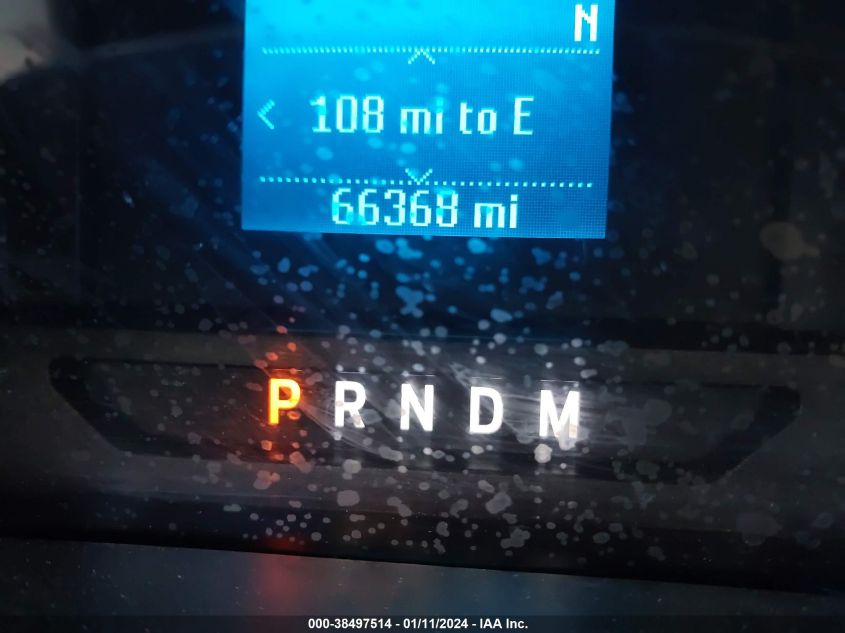 N
108 mi to E
66368 mi
P R N D M
000-38497514 - 01/11/2024 - IAA Inc.